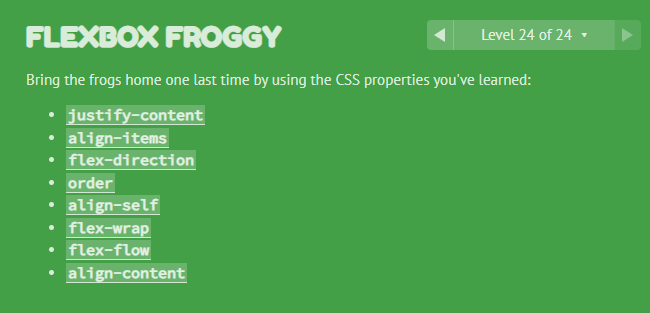 FLEXBOX FROGGY
Level 24 of 24
Bring the frogs home one last time by using the CSS properties you've learned:
justify-content
align-items
flex-direction
order
align-self
flex-wrap
flex-flow
align-content